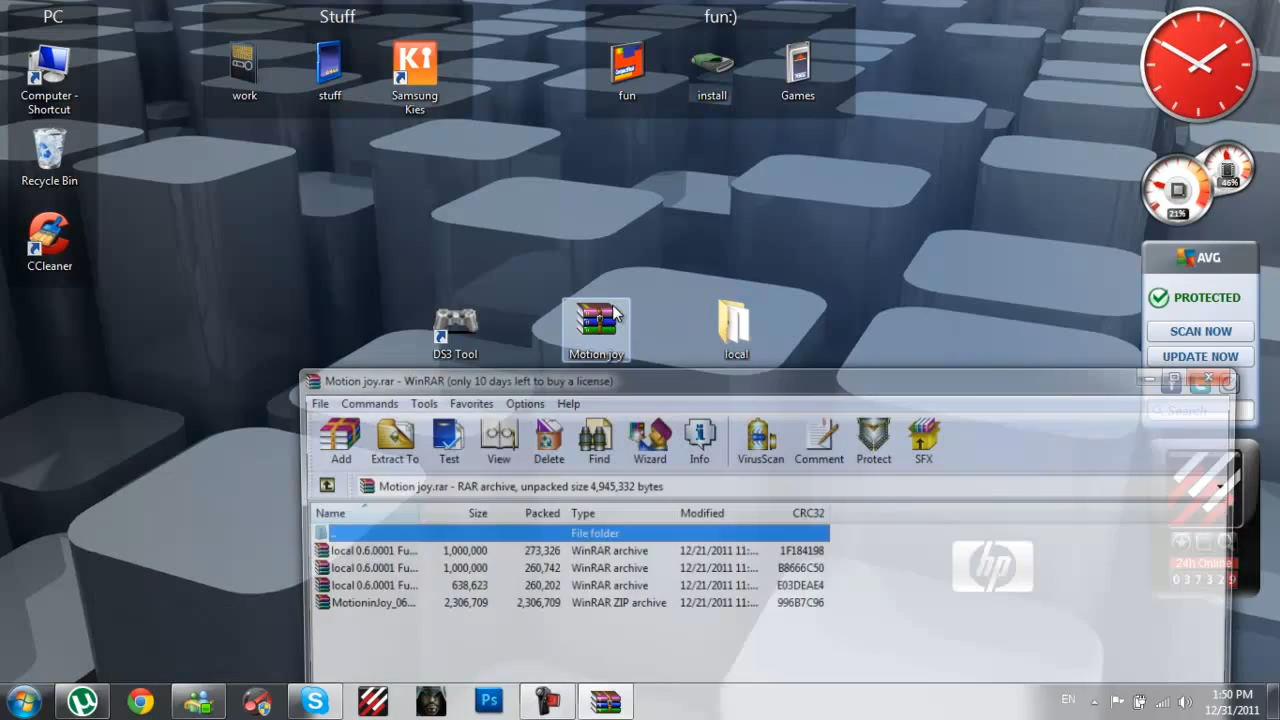 PC
Stuff
fun:)
Computer -
Shortcut
work
stuff
Samsung
Kies
fun
install
Games
Recycle Bin
CCleaner
46%
21%
AVG
PROTECTED
SCAN NOW
UPDATE NOW
Search
DS3 Tool
Motion joy
local
Motion joy.rar - WinRAR (only 10 days left to buy a license)
File Commands Tools Favorites Options Help
Add Extract To Test View Delete Find Wizard Info VirusScan Comment Protect SFX
Motion joy.rar - RAR archive, unpacked size 4,945,332 bytes
Name Size Packed Type Modified CRC32
.. File folder
local 0.6.0001 Fu... 1,000,000 273,326 WinRAR archive 12/21/2011 11:... 1F184198
local 0.6.0001 Fu... 1,000,000 260,742 WinRAR archive 12/21/2011 11:... B8666C50
local 0.6.0001 Fu... 638,623 260,202 WinRAR archive 12/21/2011 11:... E03DEAE4
MotioninJoy_06... 2,306,709 2,306,709 WinRAR ZIP archive 12/21/2011 11:... 996B7C96
hp
24h Online
Ps
EN
1:50 PM
12/31/2011